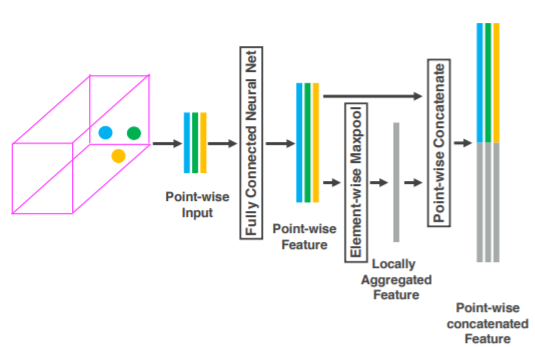 Point-wise
Input
Fully Connected Neural Net
Point-wise
Feature
Element-wise Maxpool
Locally
Aggregated
Feature
Point-wise Concatenate
Point-wise
concatenated
Feature